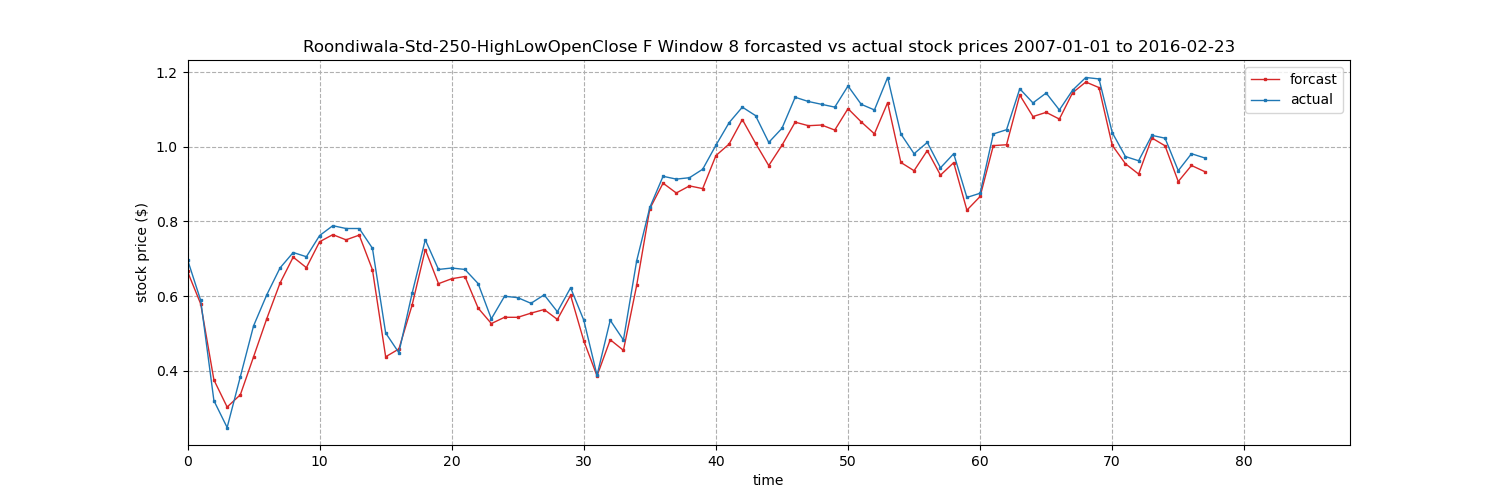 Roondiwala-Std-250-HighLowOpenClose F Window 8 forcasted vs actual stock prices 2007-01-01 to 2016-02-23
forcast
actual
stock price ($)
1.2
1.0
0.8
0.6
0.4
0 10 20 30 40 50 60 70 80
time